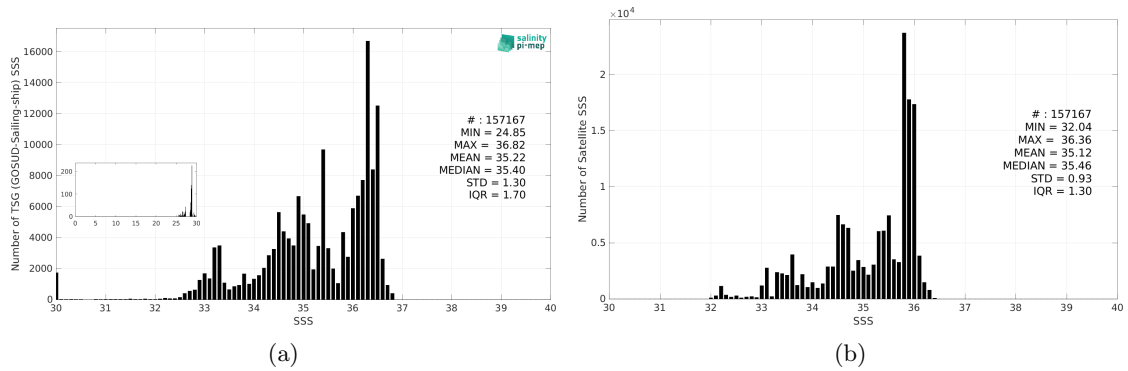 16000
14000
12000
10000
8000
6000
4000
2000
0
Number of TSG (GOSUD-Sailing-ship) SSS
salinity
pi-mep
# : 157167
MIN = 24.85
MAX = 36.82
MEAN = 35.22
MEDIAN = 35.40
STD = 1.30
IQR = 1.70
200
100
0
0 5 10 15 20 25 30
30 31 32 33 34 35 36 37 38 39 40
SSS
(a)
×10⁴
2
1.5
1
0.5
0
Number of Satellite SSS
# : 157167
MIN = 32.04
MAX = 36.36
MEAN = 35.12
MEDIAN = 35.46
STD = 0.93
IQR = 1.30
30 31 32 33 34 35 36 37 38 39 40
SSS
(b)